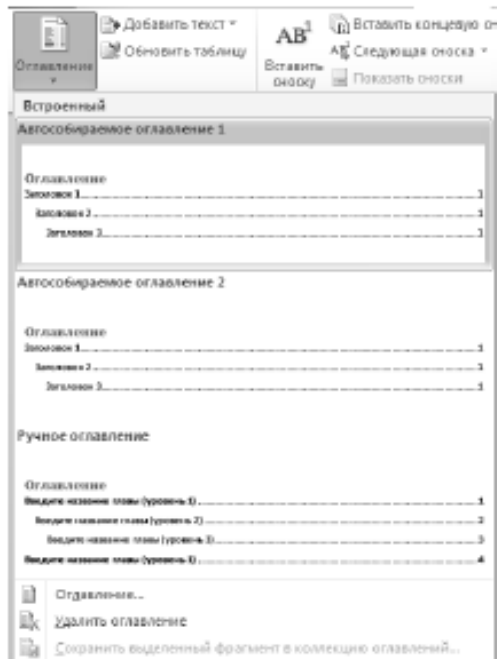 Оглавление
Добавить текст
Обновить таблицу
AB¹
Вставить сноску
Вставить концевую
Следующая сноска
Показать сноски
Встроенный
Автособираемое оглавление 1
Оглавление
Заголовок 1 1
Заголовок 2 1
Заголовок 3 1
Автособираемое оглавление 2
Оглавление
Заголовок 1 1
Заголовок 2 1
Заголовок 3 1
Ручное оглавление
Оглавление
Введите название главы (уровень 1) 1
Введите название главы (уровень 2) 2
Введите название главы (уровень 3) 3
Введите название главы (уровень 1) 4
Оглавление...
Удалить оглавление
Сохранить выделенный фрагмент в коллекцию оглавлений...